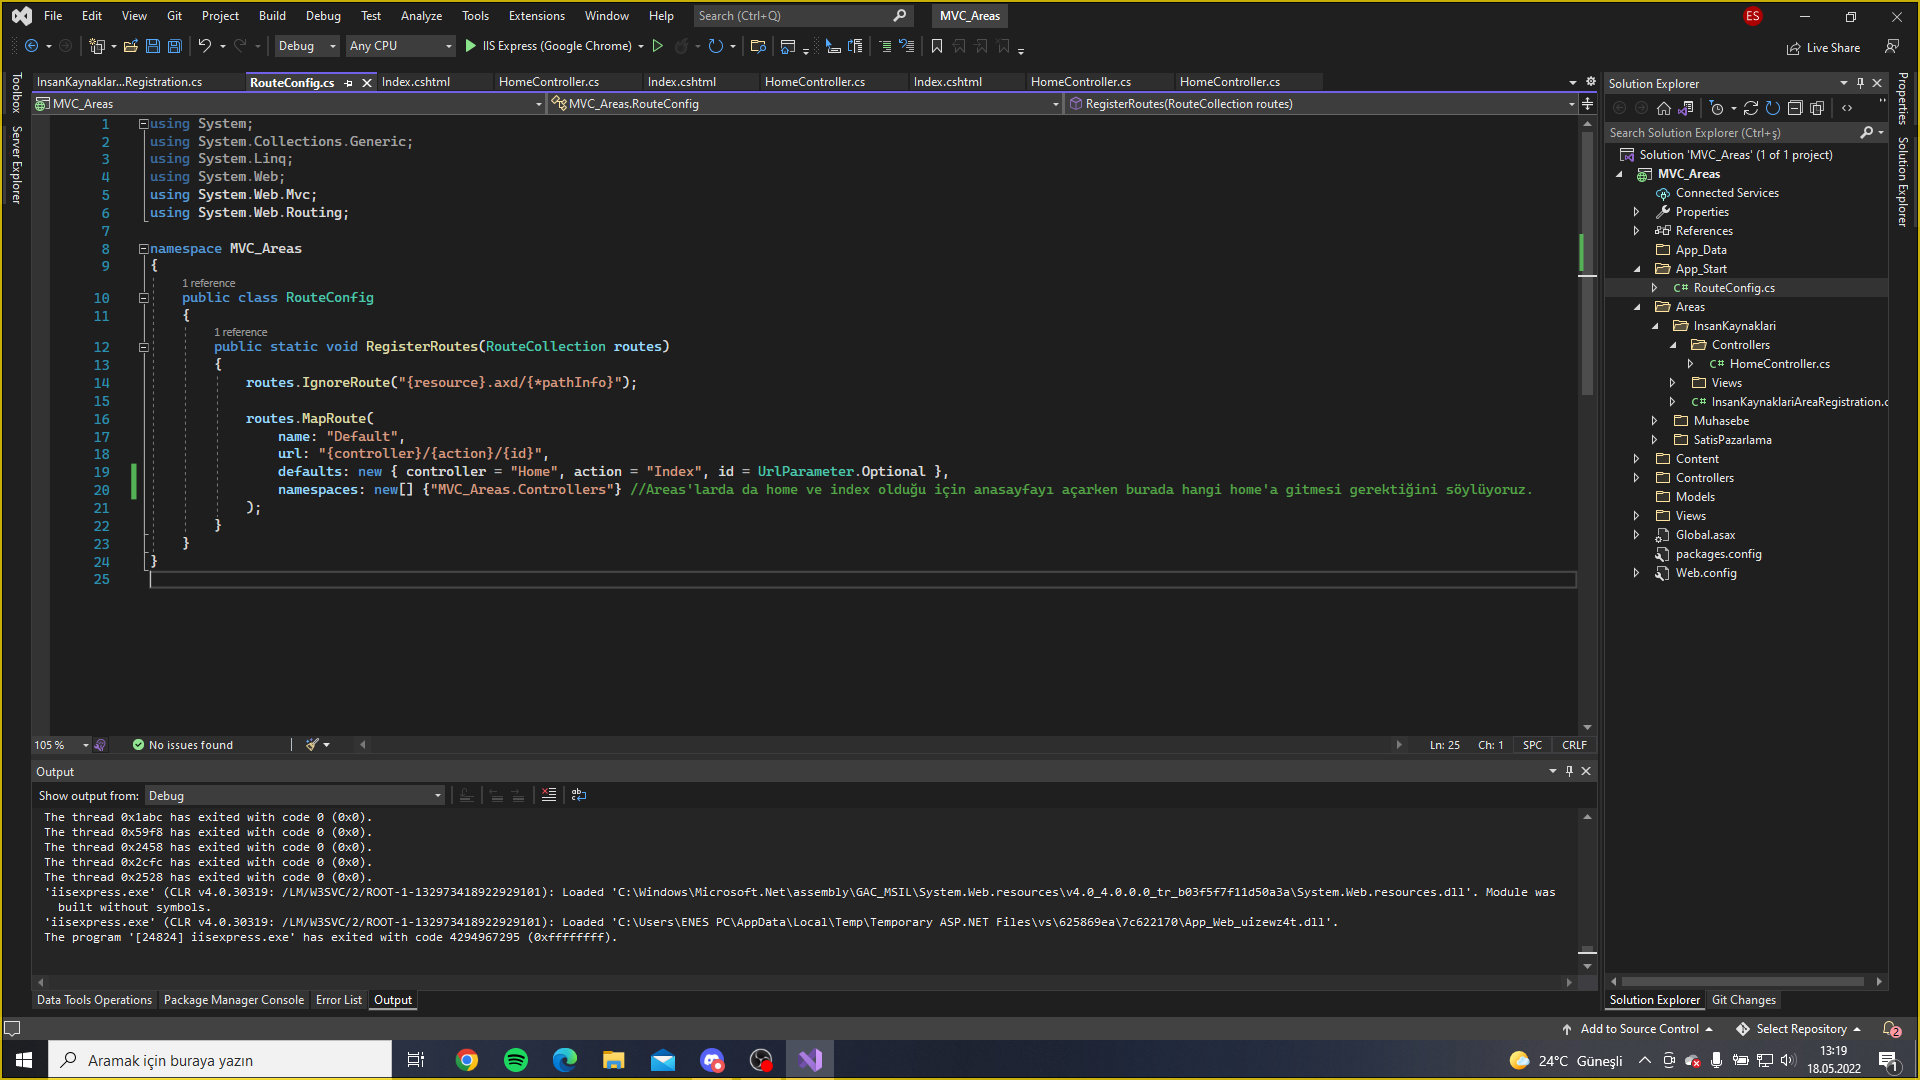 File Edit View Git Project Build Debug Test Analyze Tools Extensions Window Help Search (Ctrl+Q) MVC_Areas ES
Debug Any CPU IIS Express (Google Chrome) Live Share
Toolbox
Server Explorer
InsanKaynaklar...Registration.cs RouteConfig.cs Index.cshtml HomeController.cs Index.cshtml HomeController.cs Index.cshtml HomeController.cs HomeController.cs
MVC_Areas MVC_Areas.RouteConfig RegisterRoutes(RouteCollection routes)
1 using System;
2 using System.Collections.Generic;
3 using System.Linq;
4 using System.Web;
5 using System.Web.Mvc;
6 using System.Web.Routing;
7
8 namespace MVC_Areas
9 {
1 reference
10 public class RouteConfig
11 {
1 reference
12 public static void RegisterRoutes(RouteCollection routes)
13 {
14 routes.IgnoreRoute("{resource}.axd/{*pathInfo}");
15
16 routes.MapRoute(
17 name: "Default",
18 url: "{controller}/{action}/{id}",
19 defaults: new { controller = "Home", action = "Index", id = UrlParameter.Optional },
20 namespaces: new[] {"MVC_Areas.Controllers"} //Areas'larda da home ve index olduğu için anasayfayı açarken burada hangi home'a gitmesi gerektiğini söylüyoruz.
21 );
22 }
23 }
24 }
25
105 % No issues found Ln: 25 Ch: 1 SPC CRLF
Output
Show output from: Debug
The thread 0x1abc has exited with code 0 (0x0).
The thread 0x59f8 has exited with code 0 (0x0).
The thread 0x2458 has exited with code 0 (0x0).
The thread 0x2cfc has exited with code 0 (0x0).
The thread 0x2528 has exited with code 0 (0x0).
'iisexpress.exe' (CLR v4.0.30319: /LM/W3SVC/2/ROOT-1-132973418922929101): Loaded 'C:\Windows\Microsoft.Net\assembly\GAC_MSIL\System.Web.resources\v4.0_4.0.0.0_tr_b03f5f7f11d50a3a\System.Web.resources.dll'. Module was
built without symbols.
'iisexpress.exe' (CLR v4.0.30319: /LM/W3SVC/2/ROOT-1-132973418922929101): Loaded 'C:\Users\ENES PC\AppData\Local\Temp\Temporary ASP.NET Files\vs\625869ea\7c622170\App_Web_uizewz4t.dll'.
The program '[24824] iisexpress.exe' has exited with code 4294967295 (0xffffffff).
Data Tools Operations Package Manager Console Error List Output
Solution Explorer
Search Solution Explorer (Ctrl+ş)
Solution 'MVC_Areas' (1 of 1 project)
MVC_Areas
Connected Services
Properties
References
App_Data
App_Start
C# RouteConfig.cs
Areas
InsanKaynaklari
Controllers
C# HomeController.cs
Views
C# InsanKaynaklariAreaRegistration.c
Muhasebe
SatisPazarlama
Content
Controllers
Models
Views
Global.asax
packages.config
Web.config
Solution Explorer Git Changes
Properties
Solution Explorer
Add to Source Control Select Repository 2
Aramak için buraya yazın 24°C Güneşli 13:19
18.05.2022 1